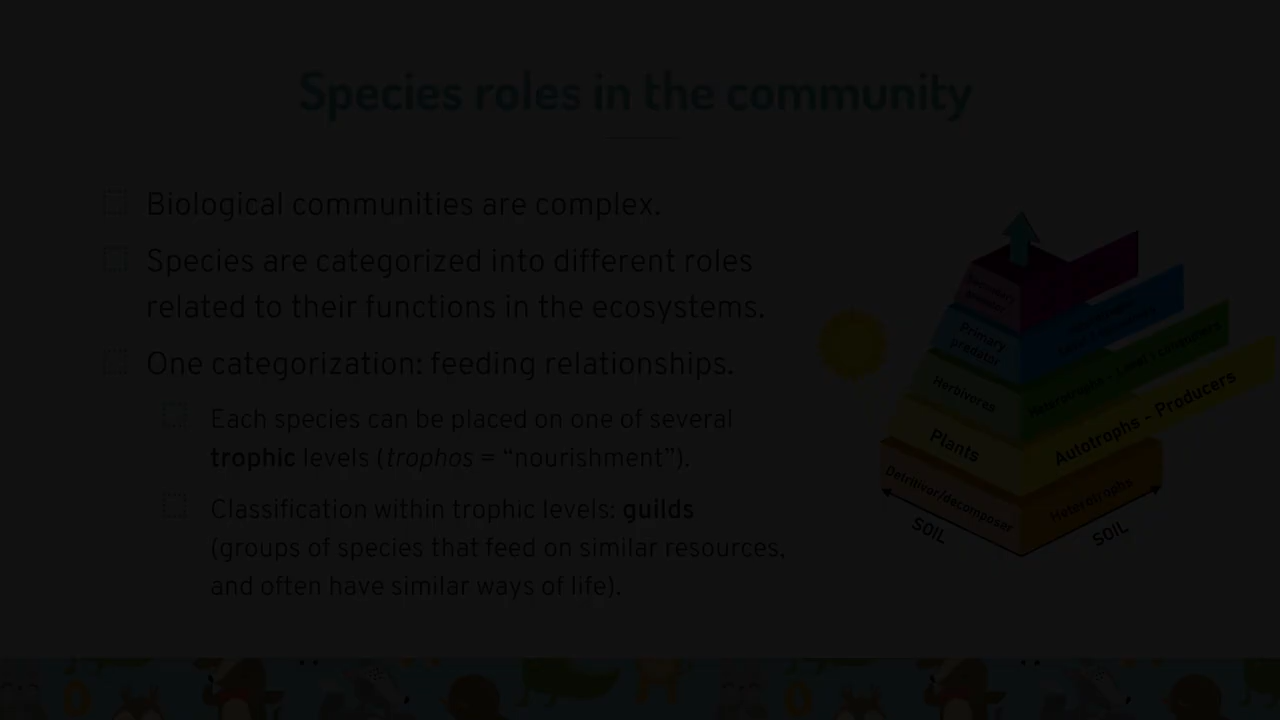 Species roles in the community
Biological communities are complex.
Species are categorized into different roles
related to their functions in the ecosystems.
One categorization: feeding relationships.
Each species can be placed on one of several
trophic levels (trophos = “nourishment”).
Classification within trophic levels: guilds
(groups of species that feed on similar resources,
and often have similar ways of life).
Primary
predator
Herbivores
Plants
Autotrophs - Producers
Detritivor/decomposer
Heterotrophs
SOIL
SOIL